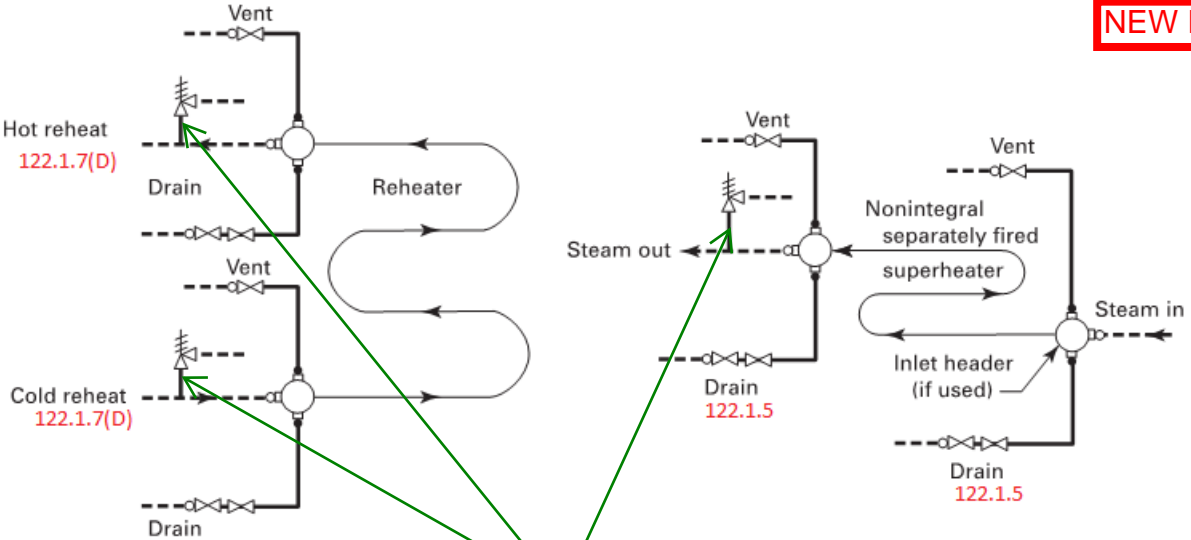 Vent
NEW
Hot reheat
122.1.7(D)
Drain
Reheater
Vent
Cold reheat
122.1.7(D)
Drain
Vent
Steam out
Nonintegral
separately fired
superheater
Vent
Steam in
Inlet header
(if used)
Drain
122.1.5
Drain
122.1.5